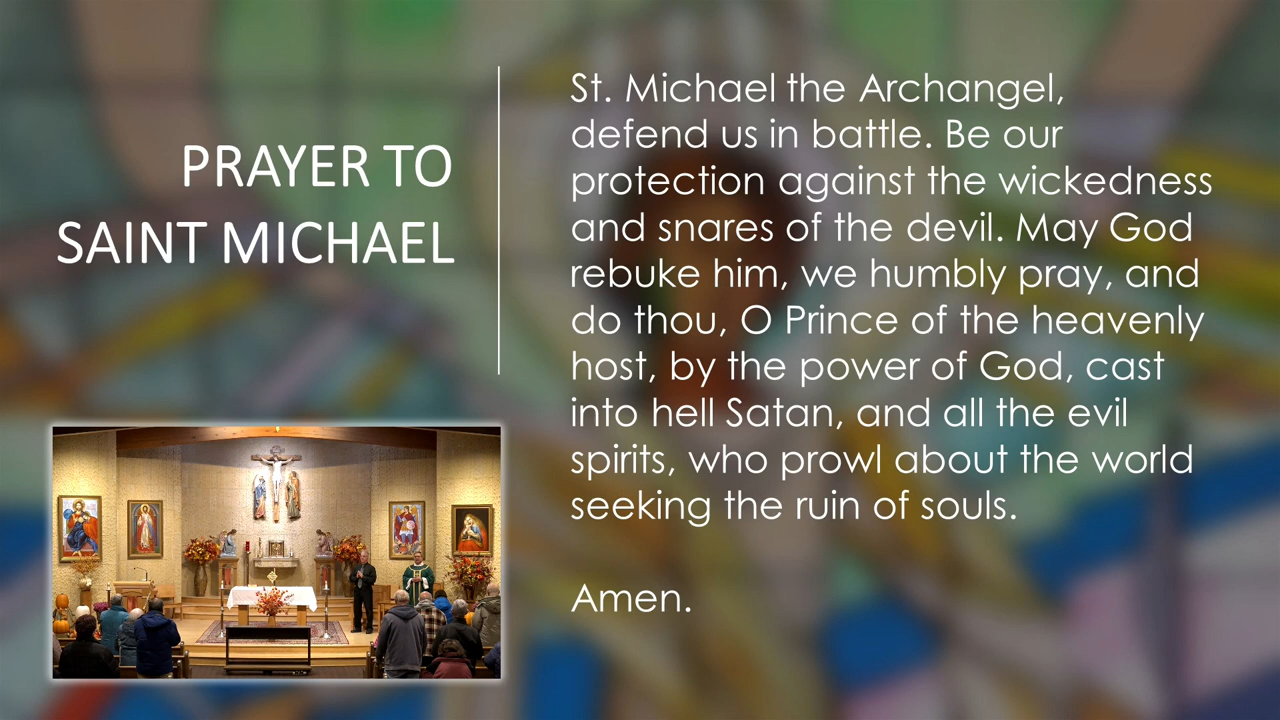 PRAYER TO
SAINT MICHAEL
St. Michael the Archangel,
defend us in battle. Be our
protection against the wickedness
and snares of the devil. May God
rebuke him, we humbly pray, and
do thou, O Prince of the heavenly
host, by the power of God, cast
into hell Satan, and all the evil
spirits, who prowl about the world
seeking the ruin of souls.
Amen.